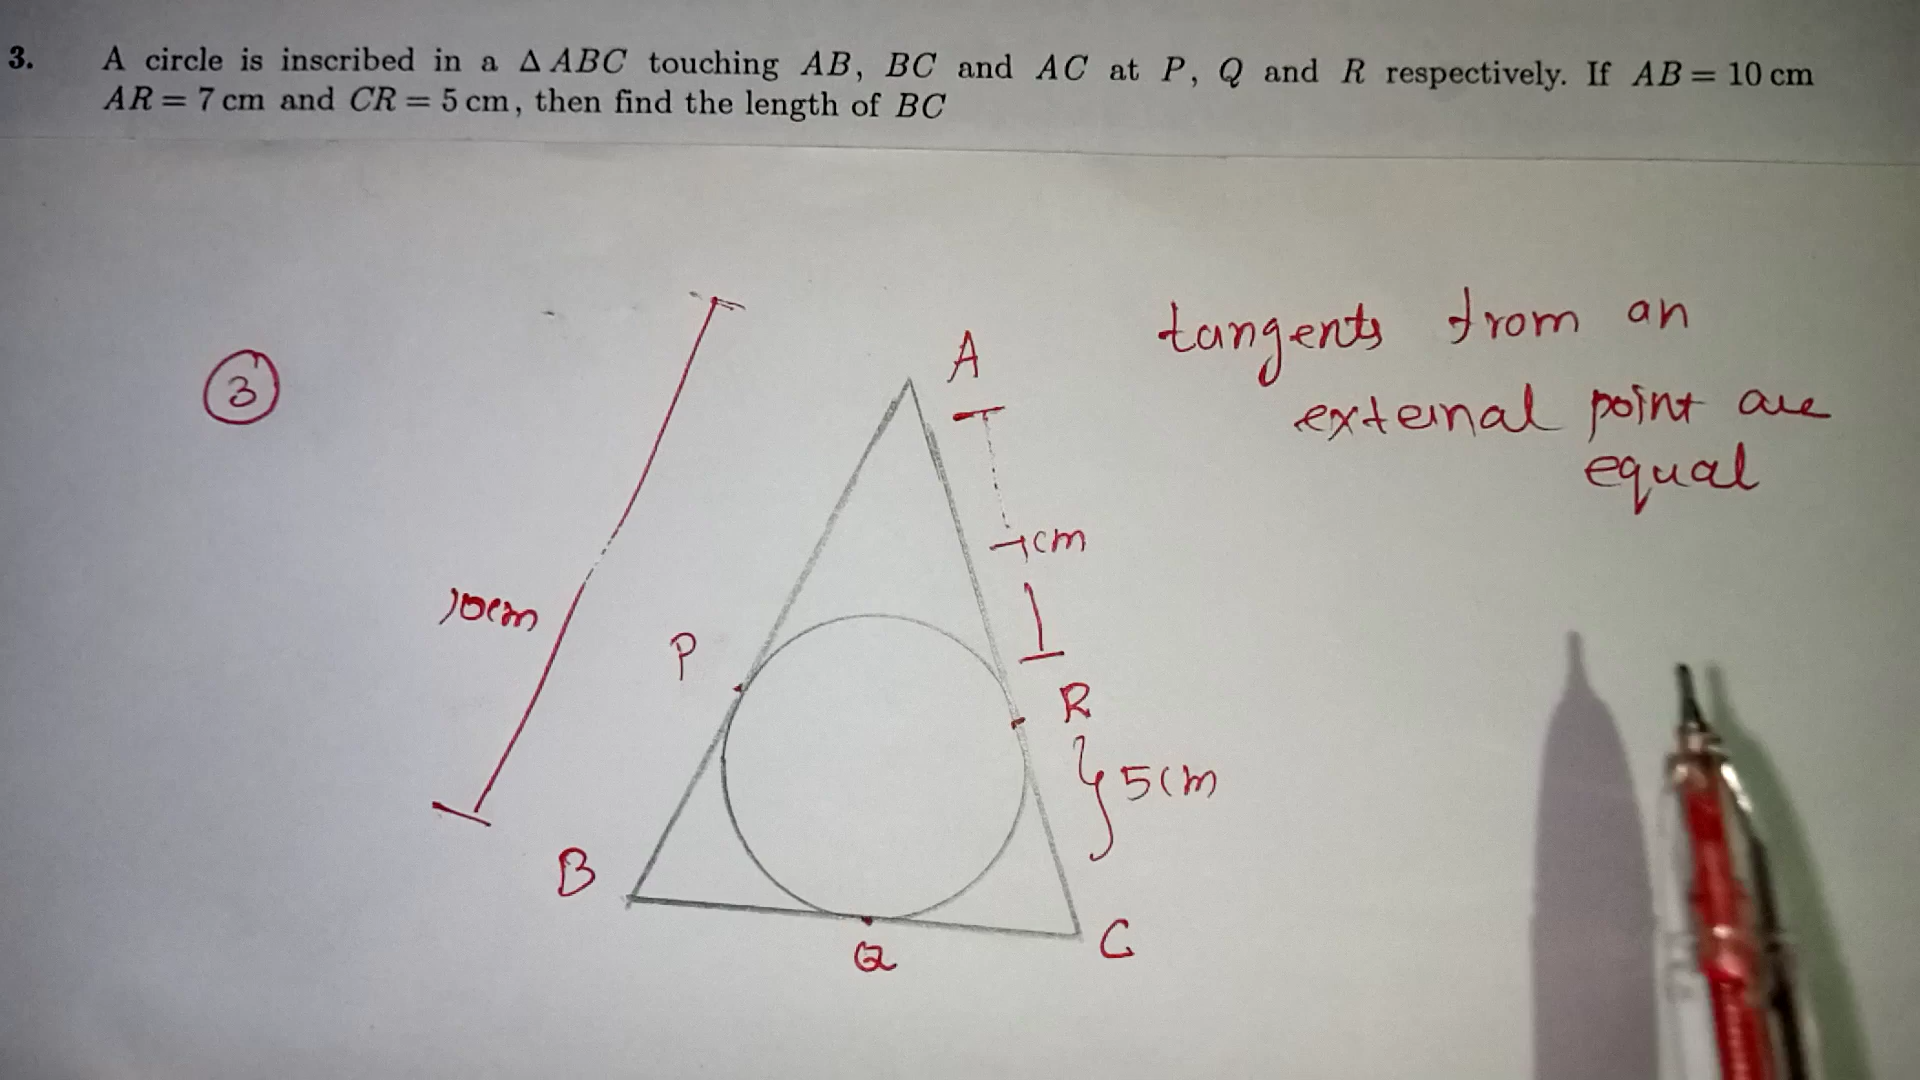 3. A circle is inscribed in a Δ ABC touching AB, BC and AC at P, Q and R respectively. If AB = 10 cm
AR = 7 cm and CR = 5 cm, then find the length of BC
3
A
tangents from an
external point are
equal
7cm
10cm
P
R
5cm
B
Q
C